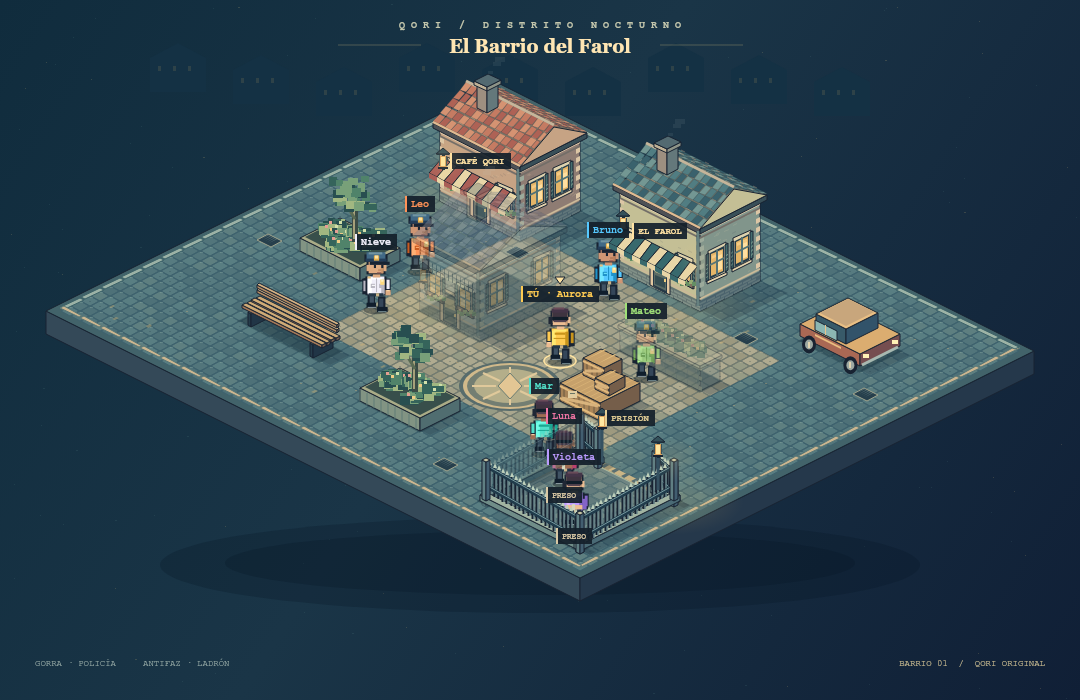 QORI / DISTRITO NOCTURNO
El Barrio del Farol
CAFÉ QORI
Leo
Nieve
Bruno
EL FAROL
TÚ · Aurora
Mateo
Mar
Luna
PRISIÓN
Violeta
PRESO
PRESO
GORRA · POLICÍA
ANTIFAZ · LADRÓN
BARRIO 01 / QORI ORIGINAL